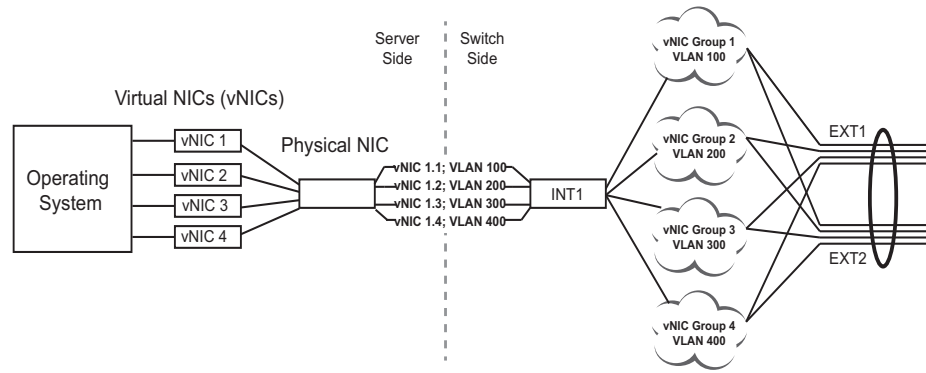 Server
Side
Switch
Side
Virtual NICs (vNICs)
Operating
System
vNIC 1
vNIC 2
vNIC 3
vNIC 4
Physical NIC
vNIC 1.1; VLAN 100
vNIC 1.2; VLAN 200
vNIC 1.3; VLAN 300
vNIC 1.4; VLAN 400
INT1
vNIC Group 1
VLAN 100
vNIC Group 2
VLAN 200
vNIC Group 3
VLAN 300
vNIC Group 4
VLAN 400
EXT1
EXT2